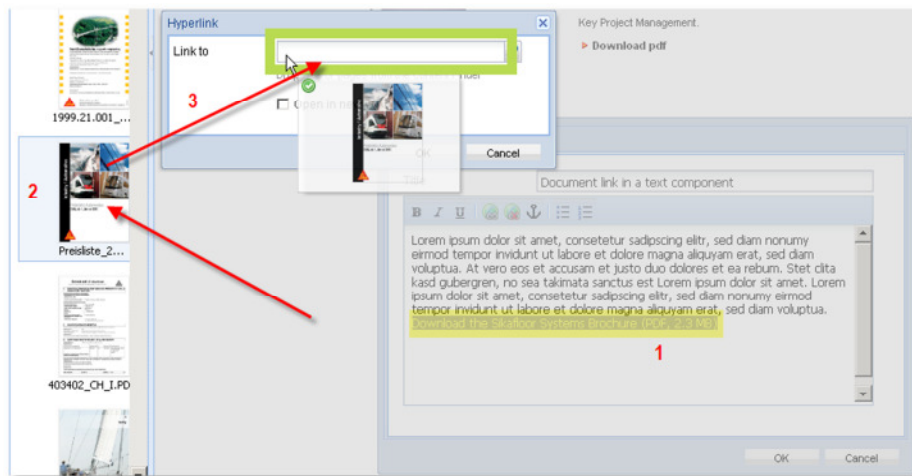 1999.21.001_...
2
Preisliste_2...
403402_CH_I.PD
Hyperlink
Link to
3
Open in ne
OK
Cancel
Key Project Management.
Download pdf
Title
Document link in a text component
B I U
Lorem ipsum dolor sit amet, consetetur sadipscing elitr, sed diam nonumy
eirmod tempor invidunt ut labore et dolore magna aliquyam erat, sed diam
voluptua. At vero eos et accusam et justo duo dolores et ea rebum. Stet clita
kasd gubergren, no sea takimata sanctus est Lorem ipsum dolor sit amet. Lorem
ipsum dolor sit amet, consetetur sadipscing elitr, sed diam nonumy eirmod
tempor invidunt ut labore et dolore magna aliquyam erat, sed diam voluptua.
Download the Sikafloor Systems Brochure (PDF, 2.3 MB)
1
OK
Cancel